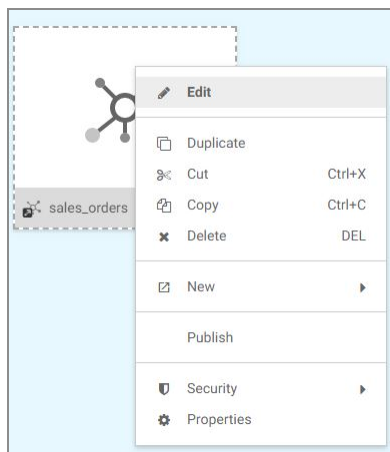 Edit
Duplicate
Cut Ctrl+X
sales_orders
Copy Ctrl+C
Delete DEL
New
Publish
Security
Properties